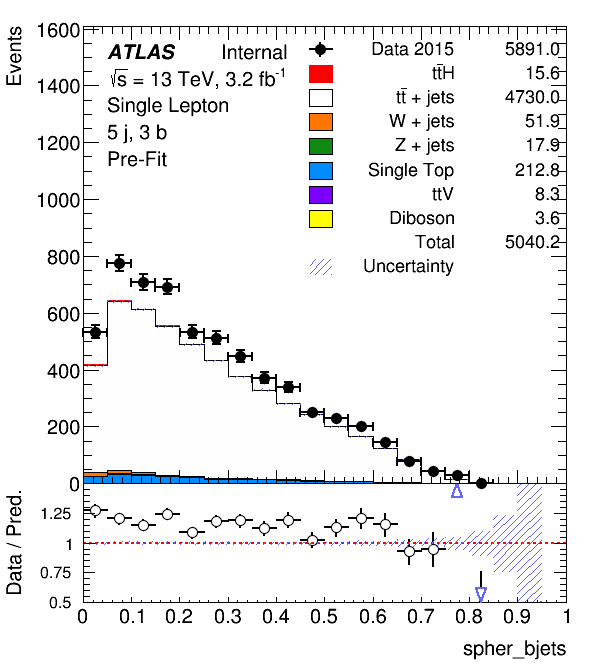 Events
1600
1400
1200
1000
800
600
400
200
0
ATLAS Internal
√s = 13 TeV, 3.2 fb⁻¹
Single Lepton
5 j, 3 b
Pre-Fit
Data 2015 5891.0
tt̄H 15.6
tt̄ + jets 4730.0
W + jets 51.9
Z + jets 17.9
Single Top 212.8
ttV 8.3
Diboson 3.6
Total 5040.2
Uncertainty
Data / Pred.
1.25
1
0.75
0.5
0 0.1 0.2 0.3 0.4 0.5 0.6 0.7 0.8 0.9 1
spher_bjets